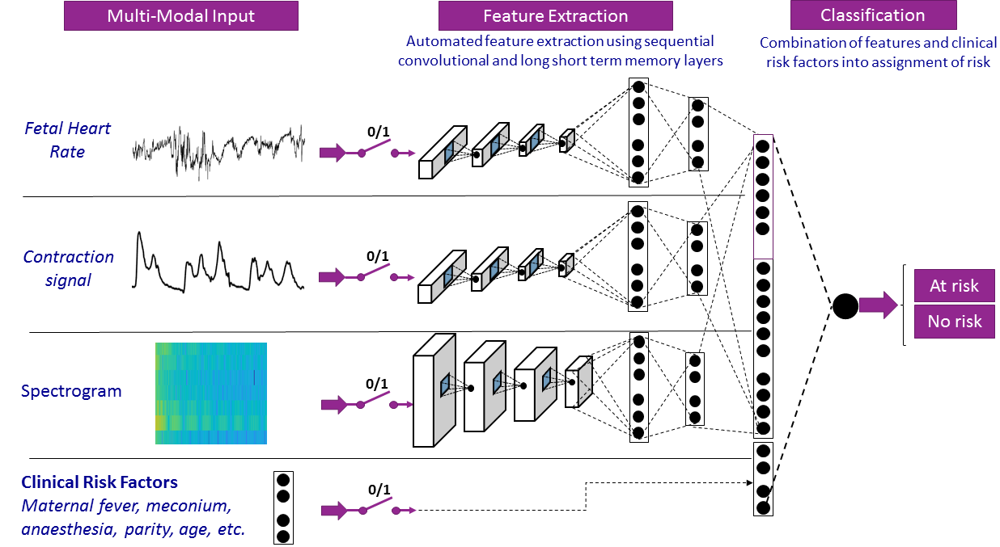 Multi-Modal Input
Feature Extraction
Classification
Automated feature extraction using sequential
convolutional and long short term memory layers
Combination of features and clinical
risk factors into assignment of risk
Fetal Heart
Rate
0/1
Contraction
signal
0/1
At risk
No risk
Spectrogram
0/1
Clinical Risk Factors
Maternal fever, meconium,
anaesthesia, parity, age, etc.
0/1